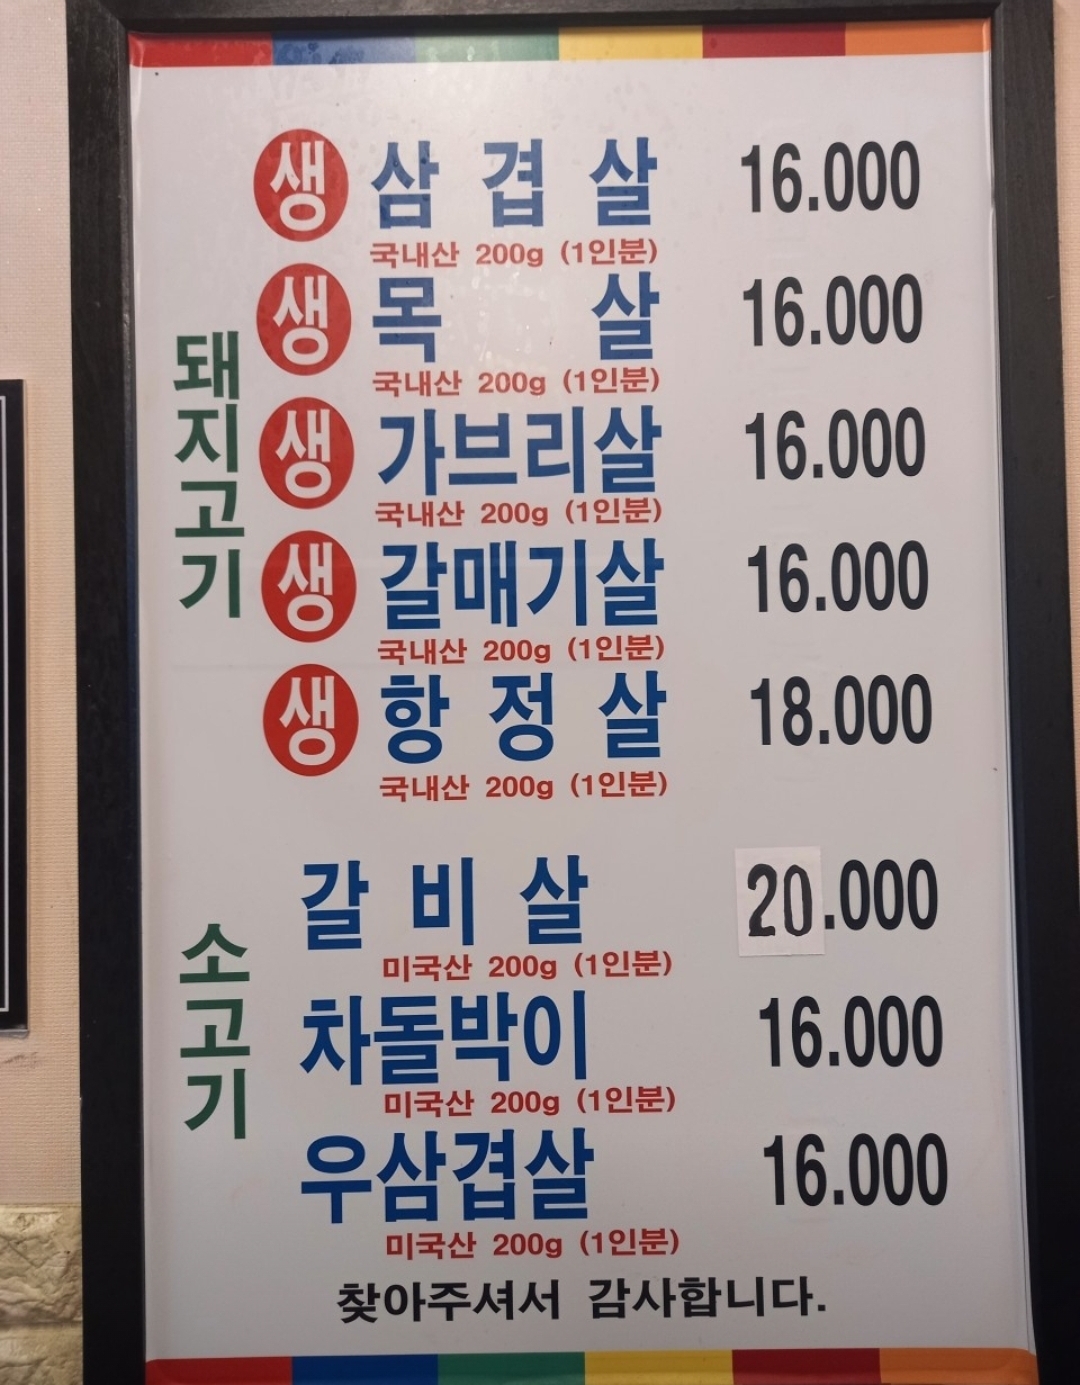 생 삼겹살 16.000
국내산 200g (1인분)
생 목살 16.000
국내산 200g (1인분)
돼지고기
생 가브리살 16.000
국내산 200g (1인분)
생 갈매기살 16.000
국내산 200g (1인분)
생 항정살 18.000
국내산 200g (1인분)
갈비살 20.000
미국산 200g (1인분)
소고기
차돌박이 16.000
미국산 200g (1인분)
우삼겹살 16.000
미국산 200g (1인분)
찾아주셔서 감사합니다.